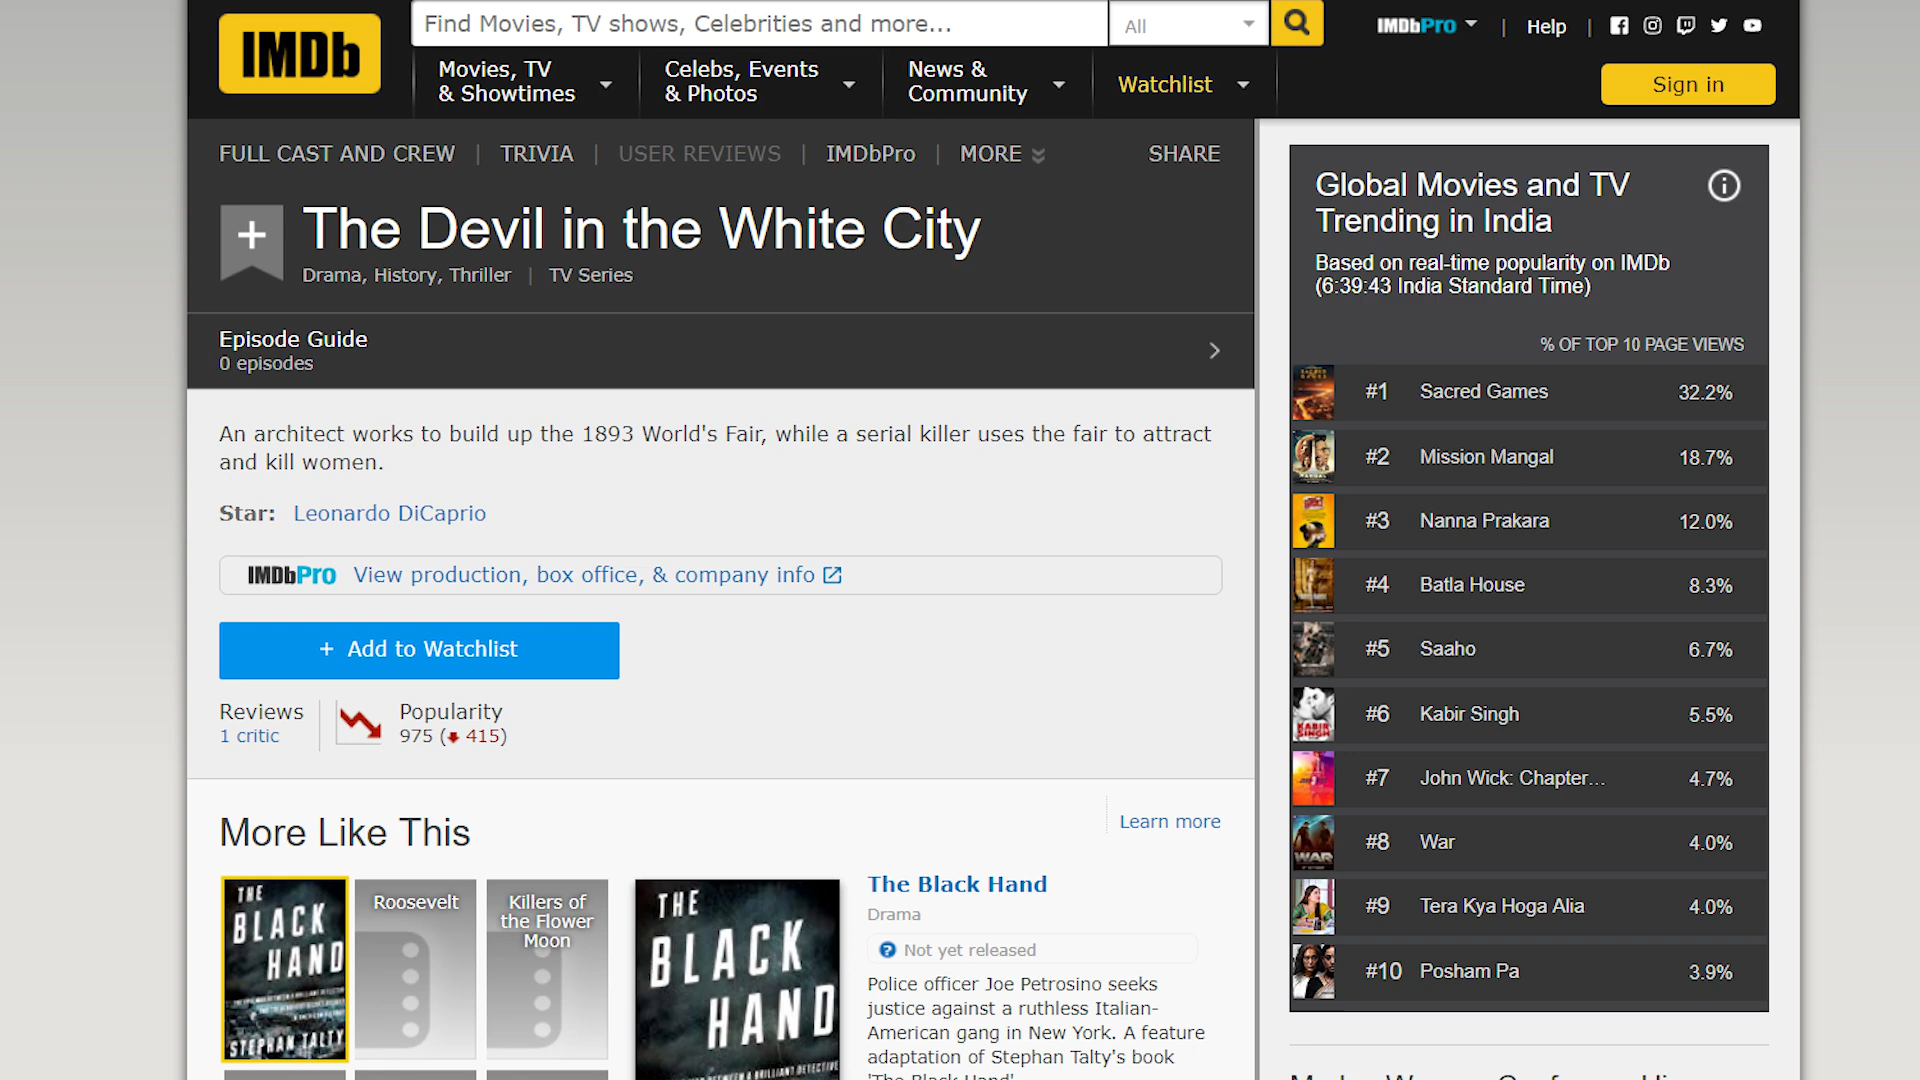 IMDb
Find Movies, TV shows, Celebrities and more...
All
IMDbPro
Help
Movies, TV
& Showtimes
Celebs, Events
& Photos
News &
Community
Watchlist
Sign in
FULL CAST AND CREW | TRIVIA | USER REVIEWS | IMDbPro | MORE
SHARE
+
The Devil in the White City
Drama, History, Thriller | TV Series
Episode Guide
0 episodes
An architect works to build up the 1893 World's Fair, while a serial killer uses the fair to attract
and kill women.
Star: Leonardo DiCaprio
IMDbPro View production, box office, & company info
+ Add to Watchlist
Reviews
1 critic
Popularity
975 (415)
More Like This
Learn more
THE
BLACK
HAND
STEPHAN TALTY
Roosevelt
Killers of
the Flower
Moon
THE
BLACK
HAND
The Black Hand
Drama
Not yet released
Police officer Joe Petrosino seeks
justice against a ruthless Italian-
American gang in New York. A feature
adaptation of Stephan Talty's book
'The Black Hand'
Global Movies and TV
Trending in India
Based on real-time popularity on IMDb
(6:39:43 India Standard Time)
% OF TOP 10 PAGE VIEWS
#1 Sacred Games 32.2%
#2 Mission Mangal 18.7%
#3 Nanna Prakara 12.0%
#4 Batla House 8.3%
#5 Saaho 6.7%
KABIR
SINGH
#6 Kabir Singh 5.5%
#7 John Wick: Chapter... 4.7%
WAR
#8 War 4.0%
#9 Tera Kya Hoga Alia 4.0%
#10 Posham Pa 3.9%